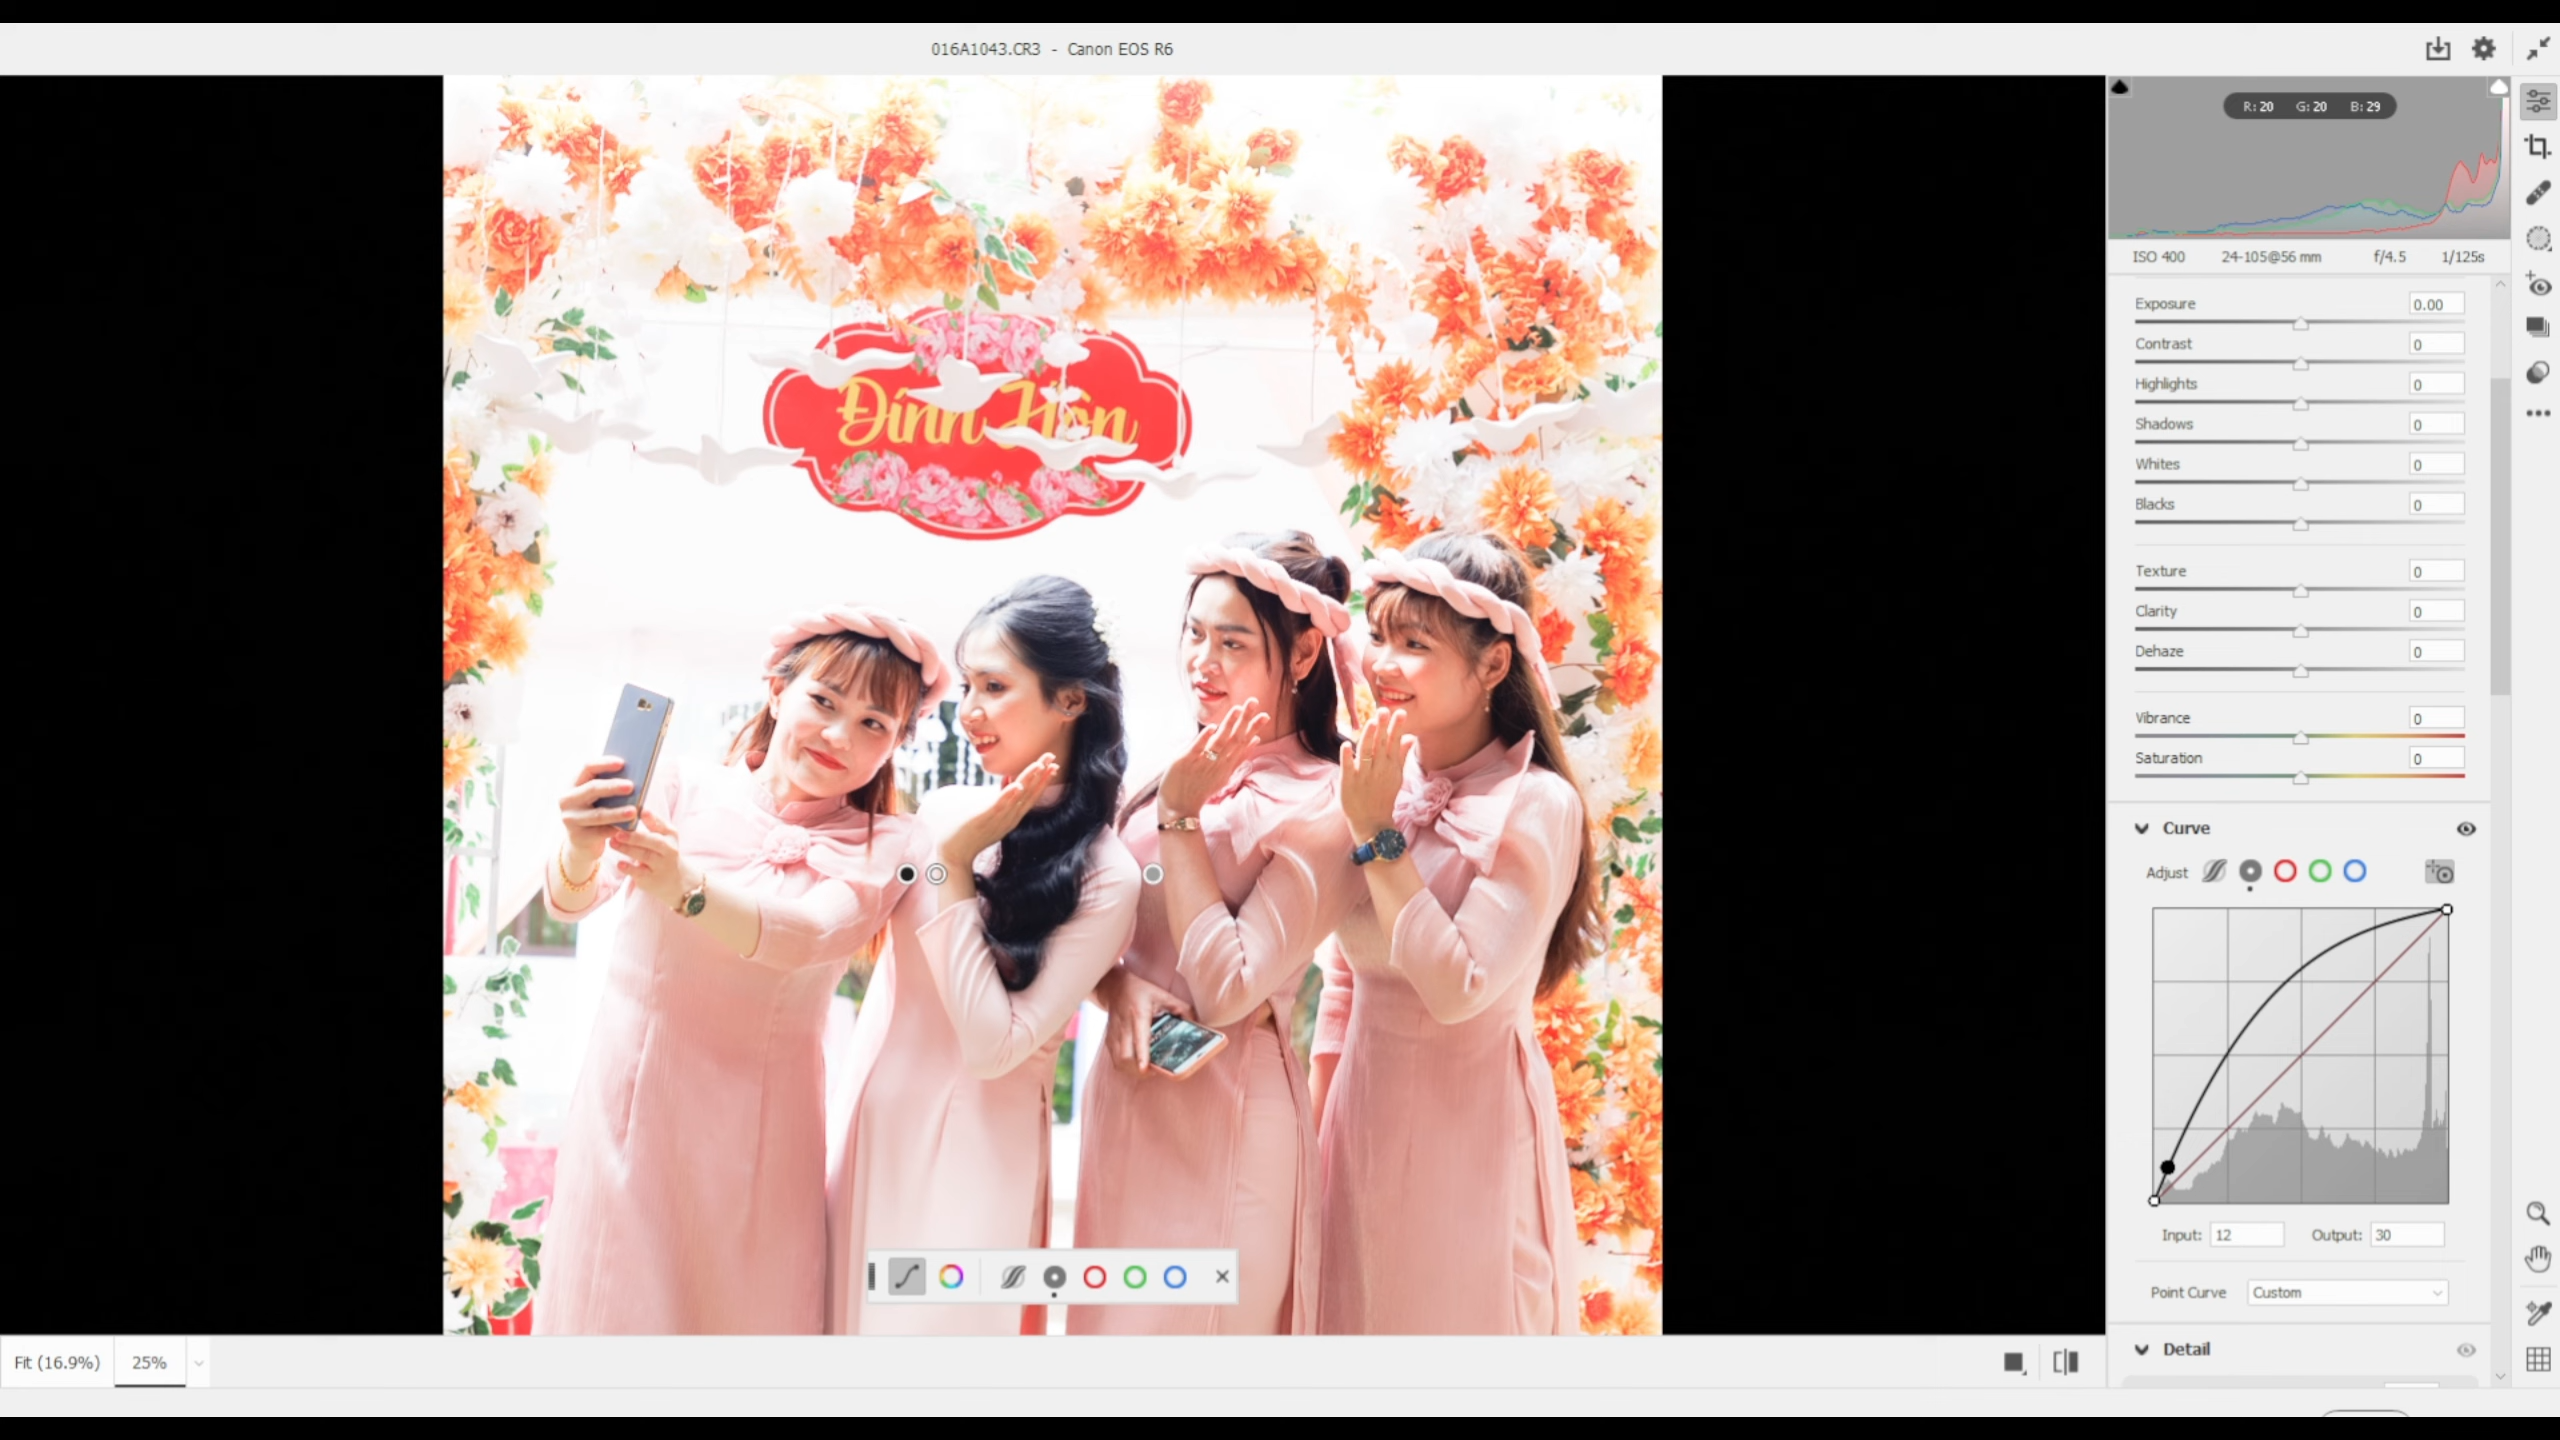 016A1043.CR3 - Canon EOS R6
R: 20 G: 20 B: 29
ISO 400 24-105@56 mm f/4.5 1/125s
Exposure 0.00
Contrast 0
Highlights 0
Shadows 0
Whites 0
Blacks 0
Texture 0
Clarity 0
Dehaze 0
Vibrance 0
Saturation 0
Curve
Adjust
Input: 12 Output: 30
Point Curve Custom
Detail
Đính Hôn
Fit (16.9%) 25%